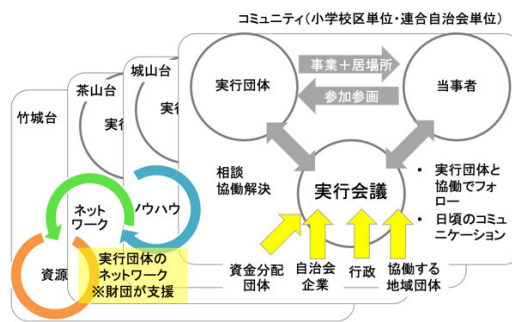 コミュニティ(小学校区単位・連合自治会単位)
城山台
茶山台
竹城台
実行団体
事業＋居場所
参加参画
当事者
実行
実行
相談
協働解決
実行会議
• 実行団体と
協働でフォ
ロー
• 日頃のコミュ
ニケーション
ネット
ワーク
ノウハウ
資源
実行団体の
ネットワーク
※財団が支援
資金分配
団体
自治会
企業
行政
協働する
地域団体